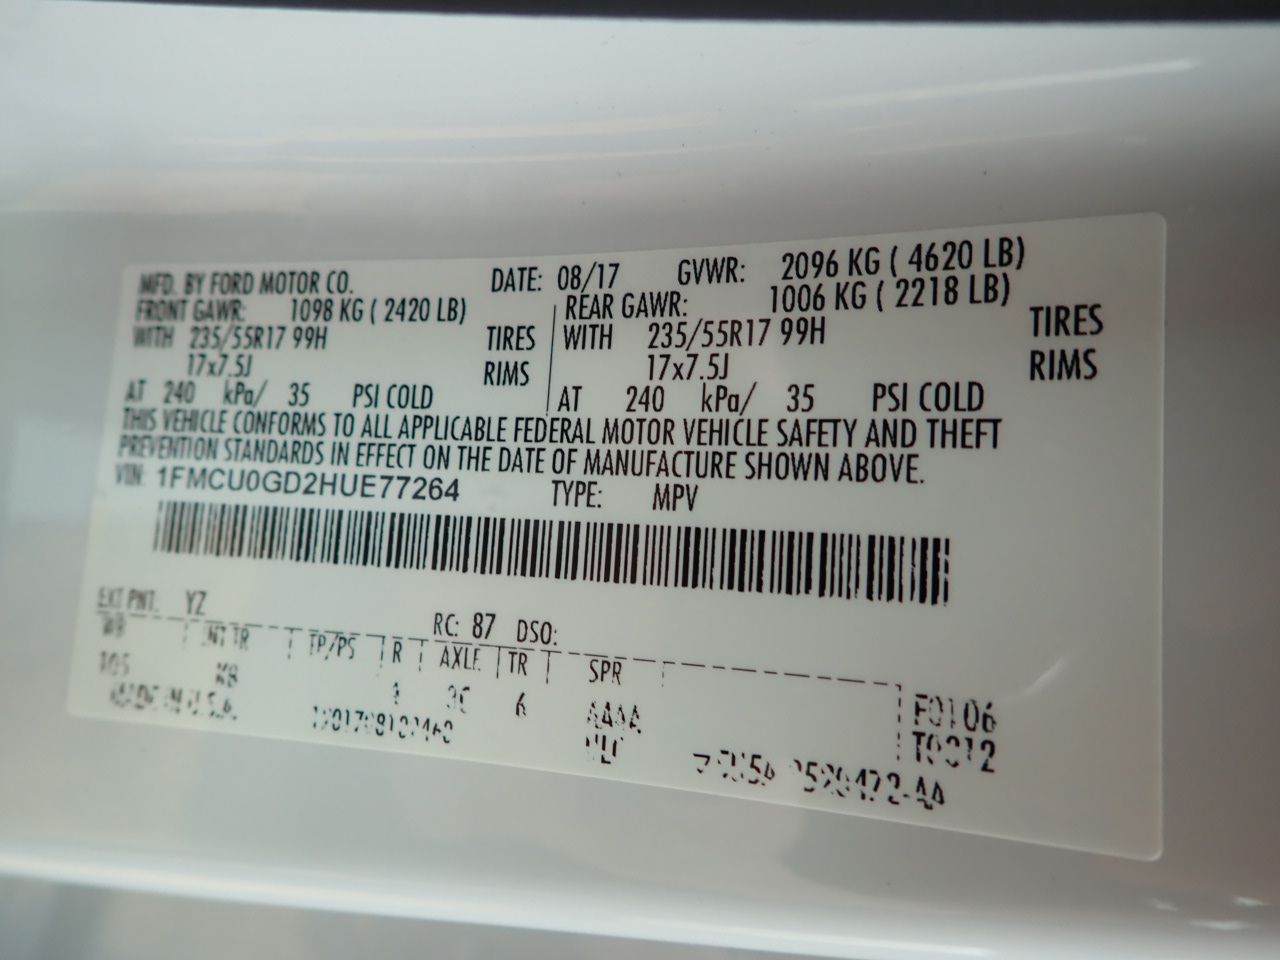 MFD. BY FORD MOTOR CO. DATE: 08/17 GVWR: 2096 KG ( 4620 LB)
FRONT GAWR: 1098 KG ( 2420 LB) REAR GAWR: 1006 KG ( 2218 LB)
WITH 235/55R17 99H TIRES WITH 235/55R17 99H TIRES
17x7.5J RIMS 17x7.5J RIMS
AT 240 kPa/ 35 PSI COLD AT 240 kPa/ 35 PSI COLD
THIS VEHICLE CONFORMS TO ALL APPLICABLE FEDERAL MOTOR VEHICLE SAFETY AND THEFT
PREVENTION STANDARDS IN EFFECT ON THE DATE OF MANUFACTURE SHOWN ABOVE.
VIN: 1FMCU0GD2HUE77264 TYPE: MPV
EXT PNT: YZ RC: 87 DSO:
WB INT TR TP/PS R AXLE TR SPR
105 6 AAAA F0106
MADE IN U.S.A.